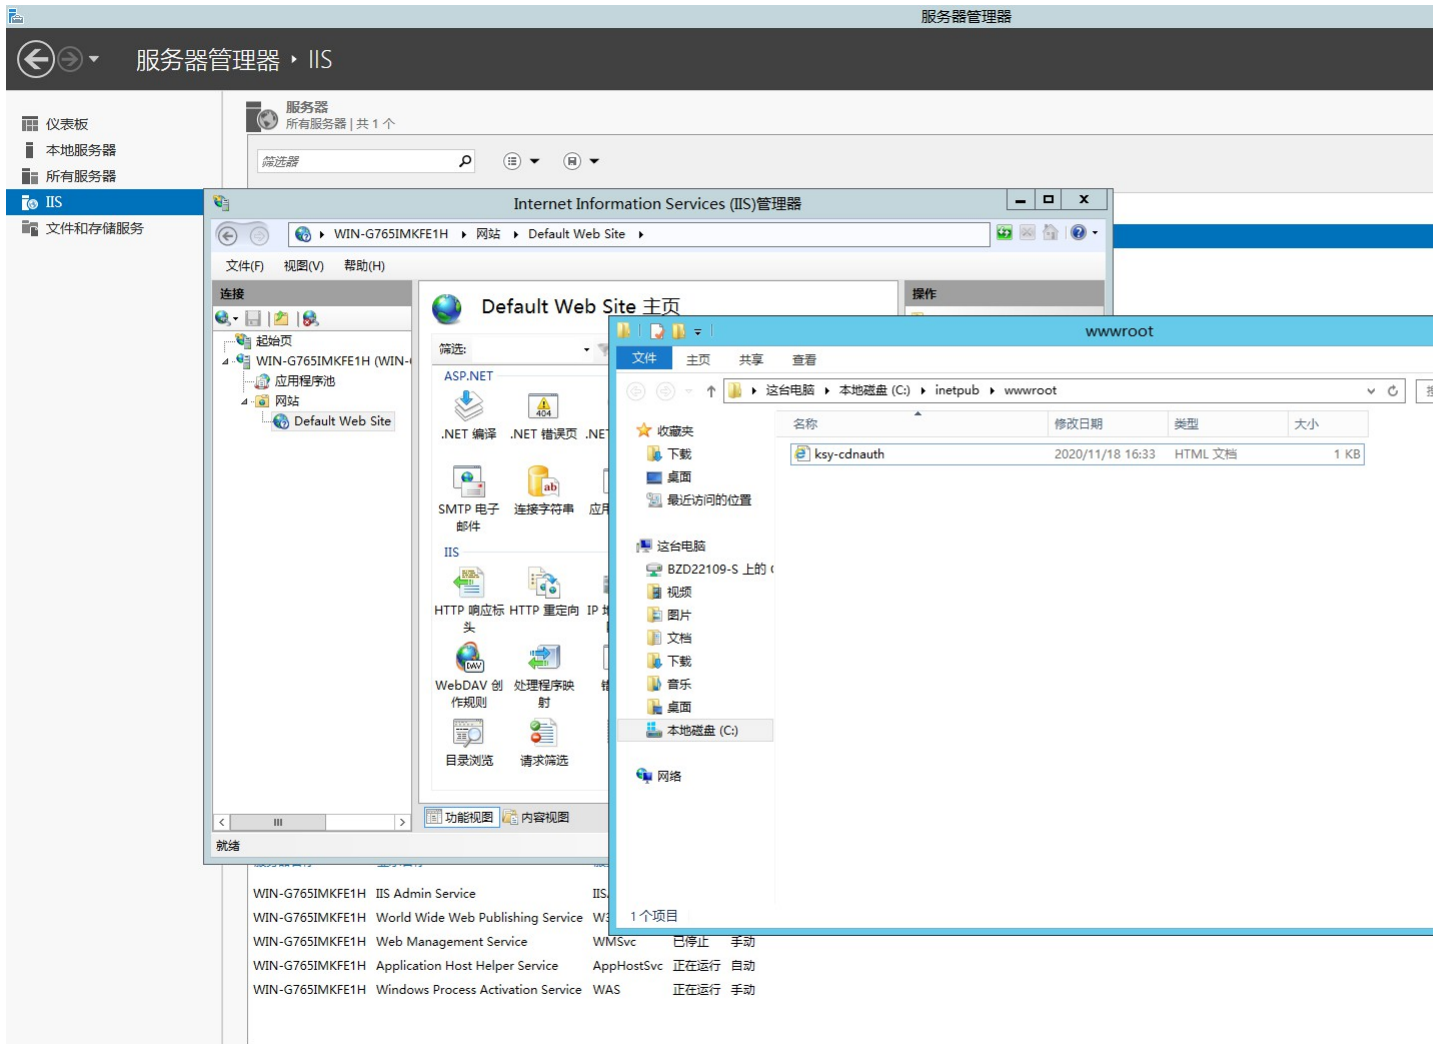 服务器管理器
服务器管理器 ‣ IIS
仪表板
本地服务器
所有服务器
IIS
文件和存储服务
服务器
所有服务器 | 共 1 个
筛选器
Internet Information Services (IIS)管理器
WIN-G765IMKFE1H ‣ 网站 ‣ Default Web Site
文件(F) 视图(V) 帮助(H)
连接
起始页
WIN-G765IMKFE1H (WIN-
应用程序池
网站
Default Web Site
Default Web Site 主页
筛选:
ASP.NET
.NET 编译
.NET 错误页
.NE
SMTP 电子
邮件
连接字符串
应用
IIS
HTTP 响应标
头
HTTP 重定向
IP
WebDAV 创
作规则
处理程序映
射
目录浏览
请求筛选
功能视图 内容视图
就绪
操作
wwwroot
文件 主页 共享 查看
这台电脑 ‣ 本地磁盘 (C:) ‣ inetpub ‣ wwwroot
收藏夹
下载
桌面
最近访问的位置
这台电脑
BZD22109-S 上的
视频
图片
文档
下载
音乐
桌面
本地磁盘 (C:)
网络
名称 修改日期 类型 大小
ksy-cdnauth 2020/11/18 16:33 HTML 文档 1 KB
1 个项目
WIN-G765IMKFE1H IIS Admin Service IIS
WIN-G765IMKFE1H World Wide Web Publishing Service W3
WIN-G765IMKFE1H Web Management Service WMSvc 已停止 手动
WIN-G765IMKFE1H Application Host Helper Service AppHostSvc 正在运行 自动
WIN-G765IMKFE1H Windows Process Activation Service WAS 正在运行 手动